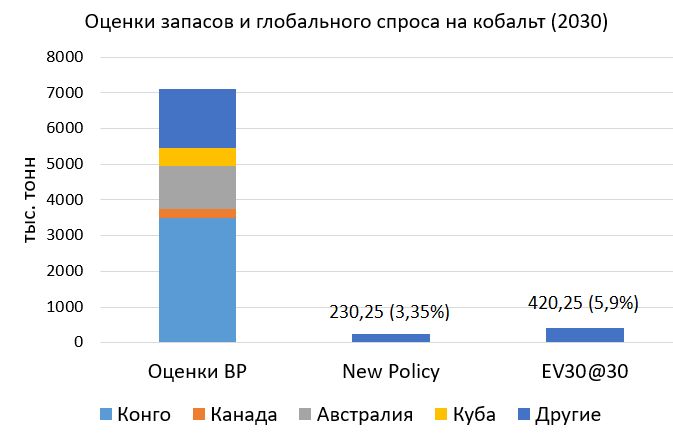 Оценки запасов и глобального спроса на кобальт (2030)
тыс. тонн
8000
7000
6000
5000
4000
3000
2000
1000
0
230,25 (3,35%)
420,25 (5,9%)
Оценки BP
New Policy
EV30@30
Конго
Канада
Австралия
Куба
Другие